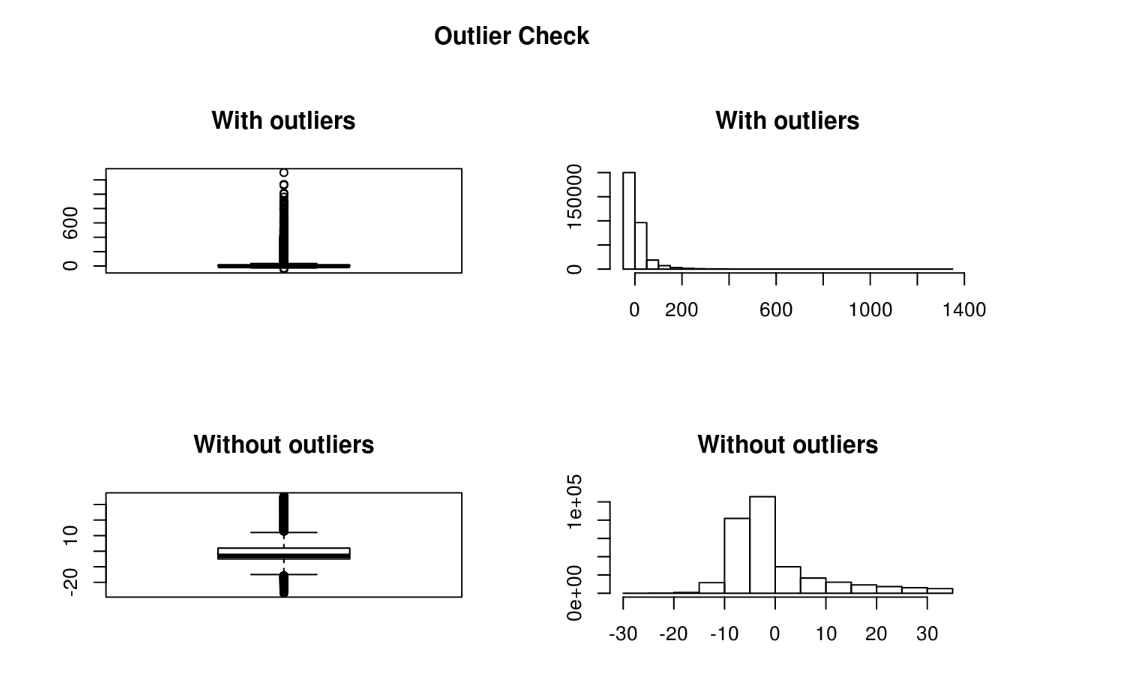 Outlier Check
With outliers
0 600
With outliers
0 150000
0 200 600 1000 1400
Without outliers
-20 10
Without outliers
0e+00 1e+05
-30 -20 -10 0 10 20 30